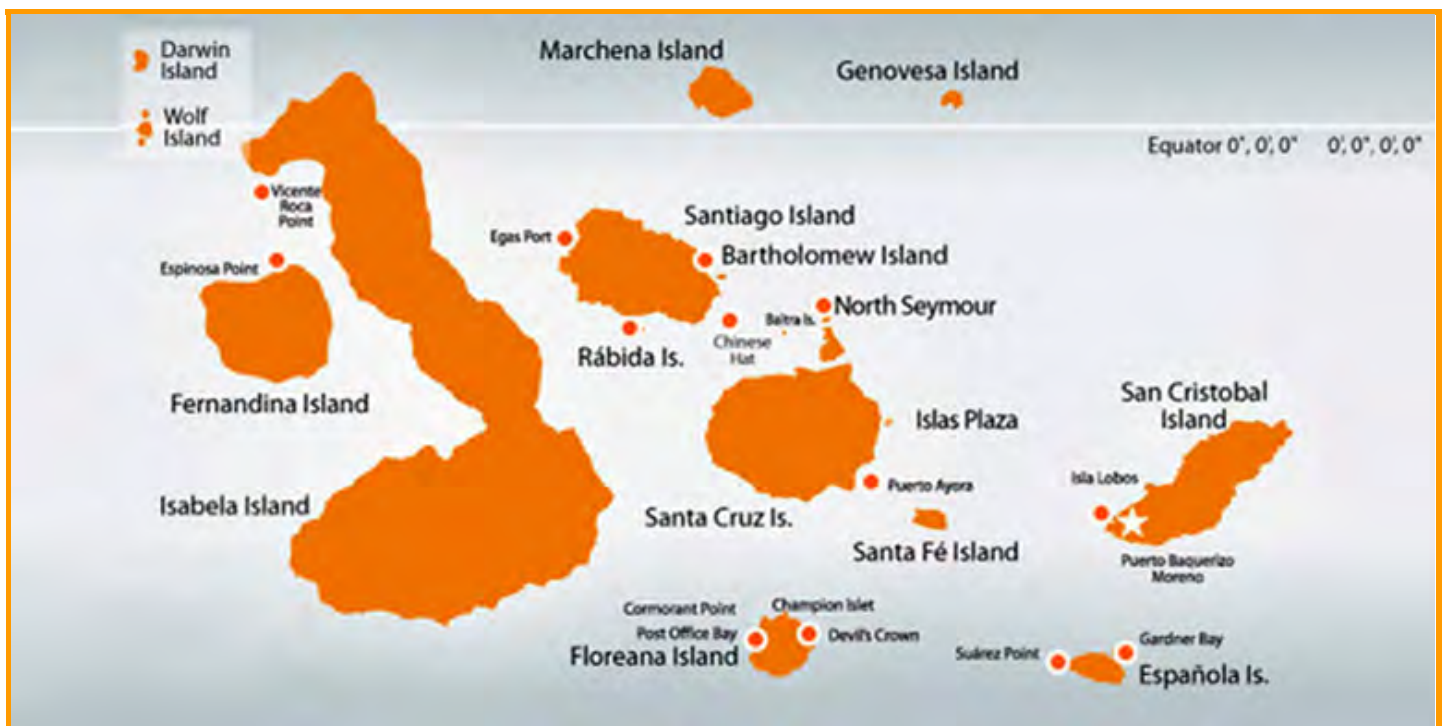 Darwin
Island
Wolf
Island
Marchena Island
Genovesa Island
Equator 0°, 0', 0"    0', 0", 0', 0"
Vicente
Roca
Point
Santiago Island
Egas Port
Bartholomew Island
Espinosa Point
North Seymour
Baltra Is.
Chinese
Hat
Rábida Is.
Fernandina Island
San Cristobal
Island
Islas Plaza
Isla Lobos
Puerto Ayora
Isabela Island
Santa Cruz Is.
Santa Fé Island
Puerto Baquerizo
Moreno
Cormorant Point
Champion Islet
Post Office Bay
Devil's Crown
Floreana Island
Suárez Point
Gardner Bay
Española Is.